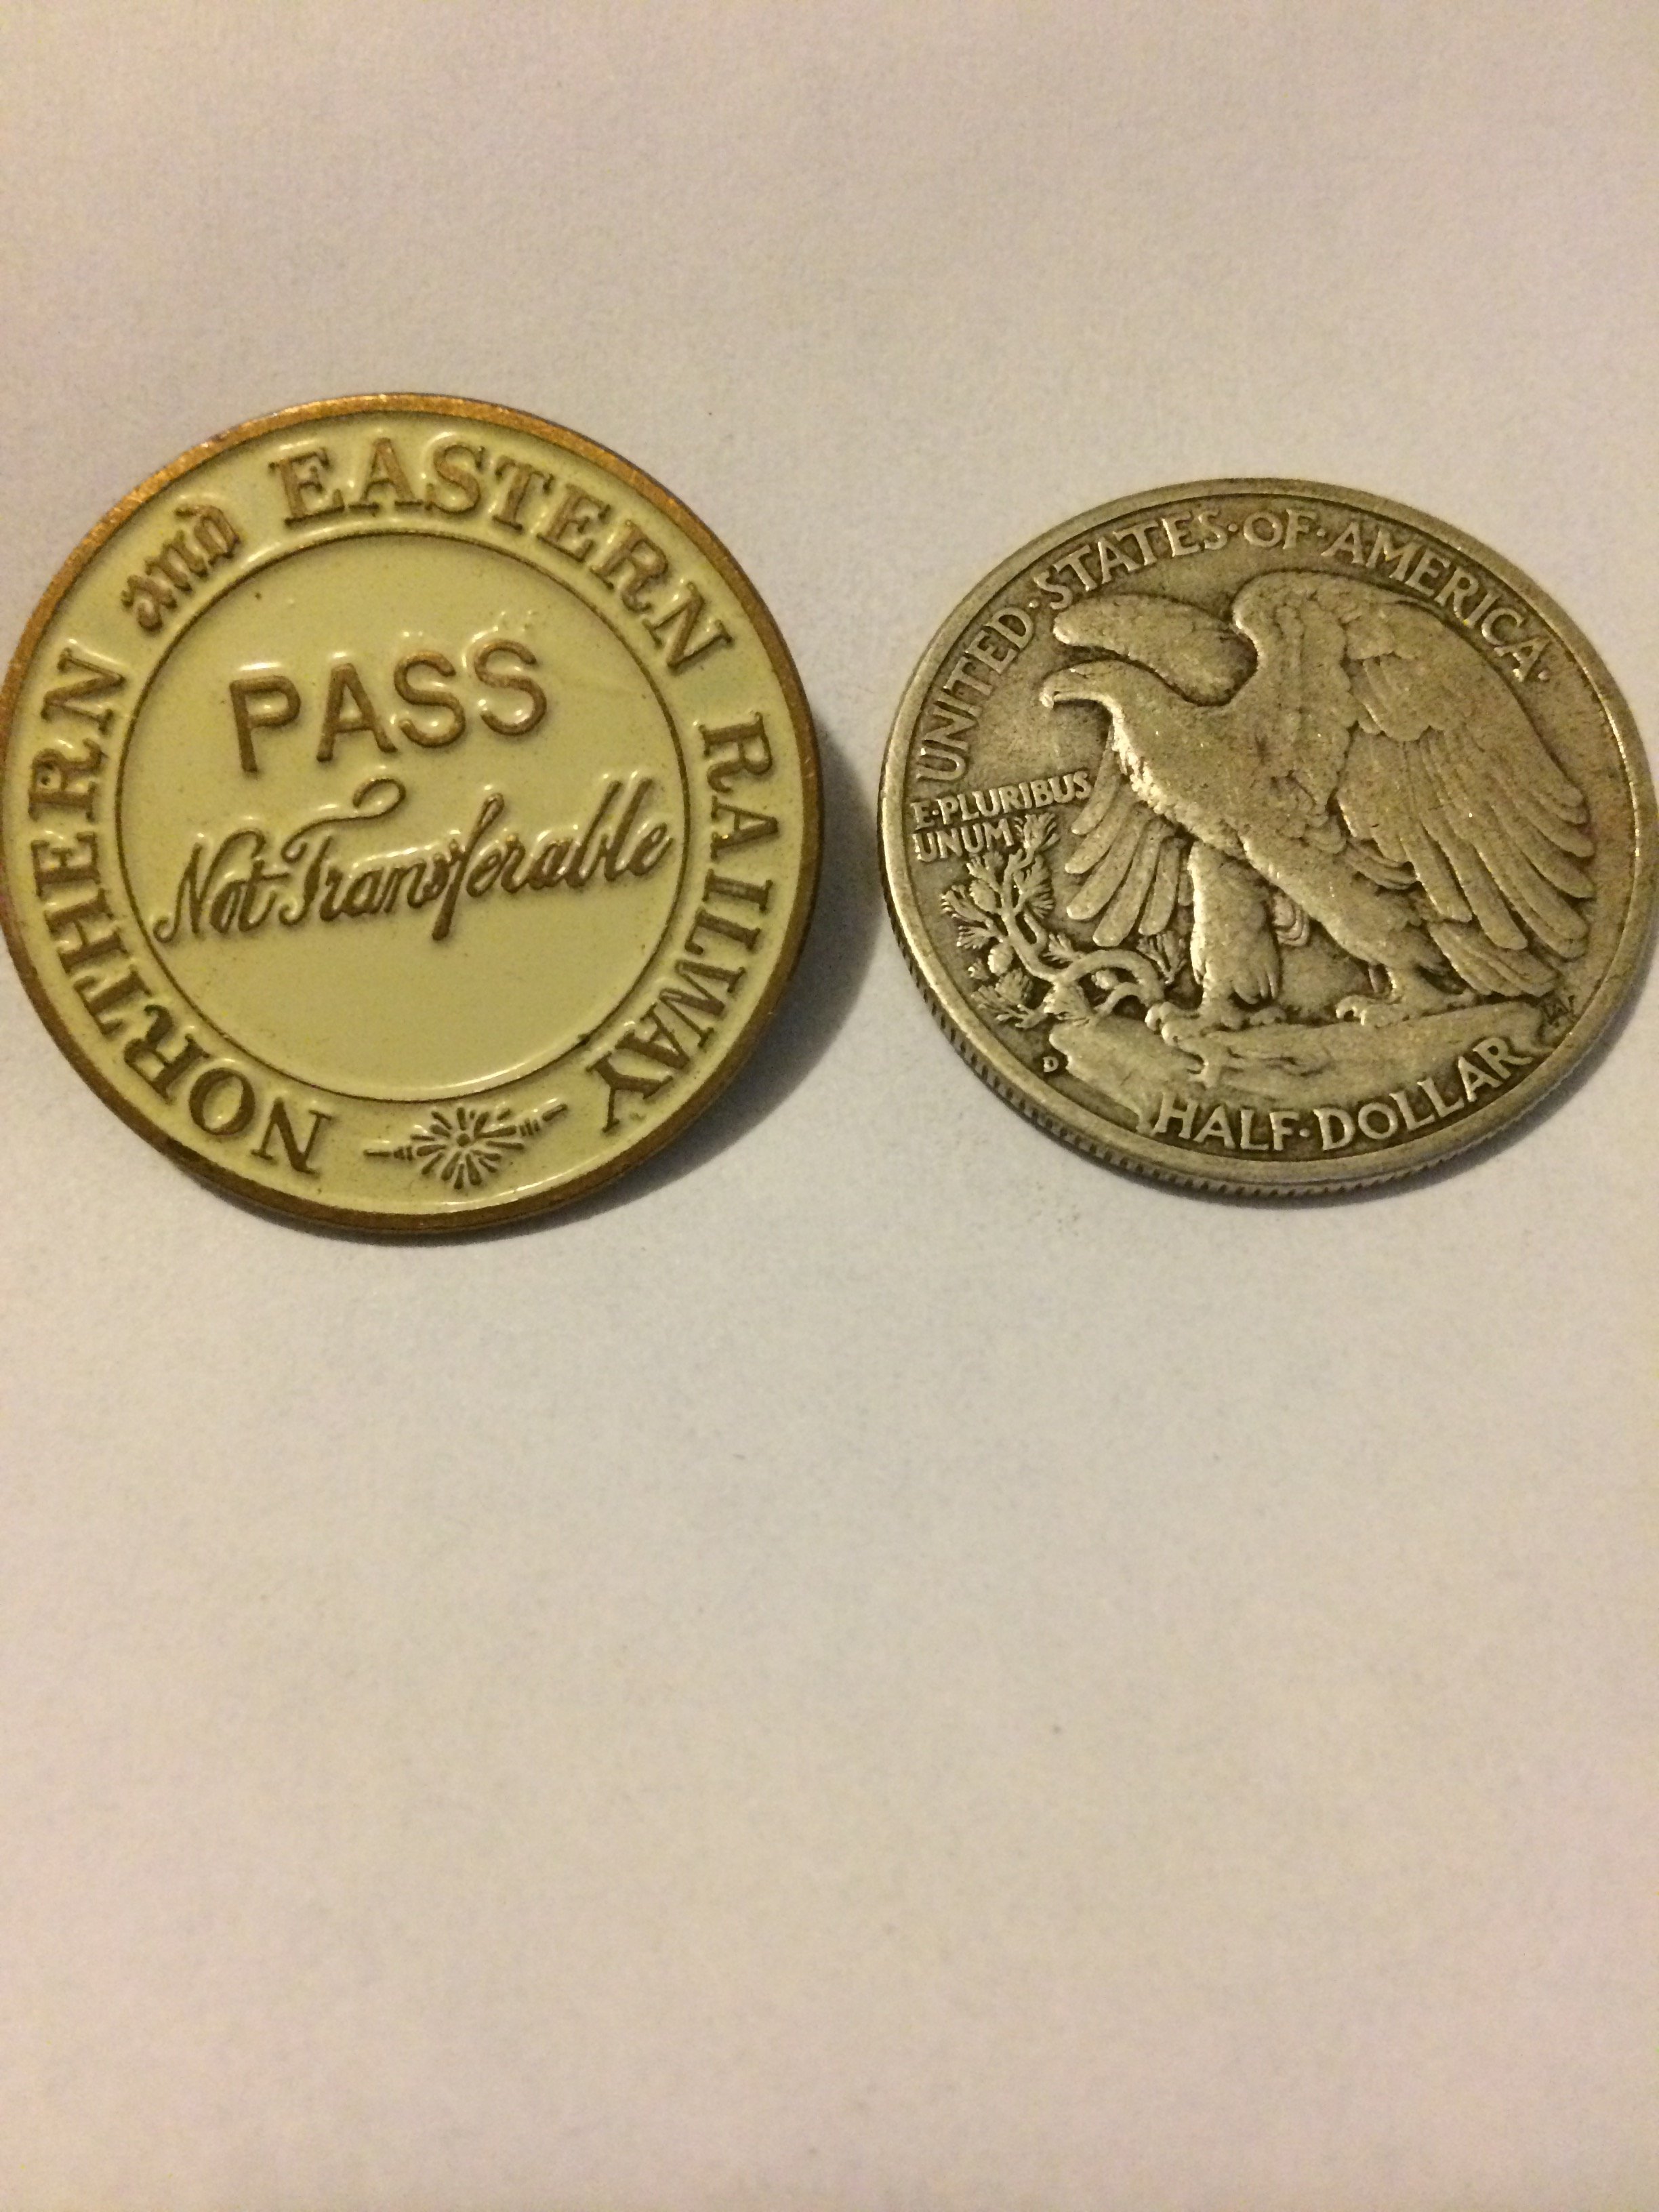 NORTHERN and EASTERN RAILWAY
PASS
Not Transferable
UNITED·STATES·OF·AMERICA·
E·PLURIBUS
UNUM
D
HALF·DOLLAR